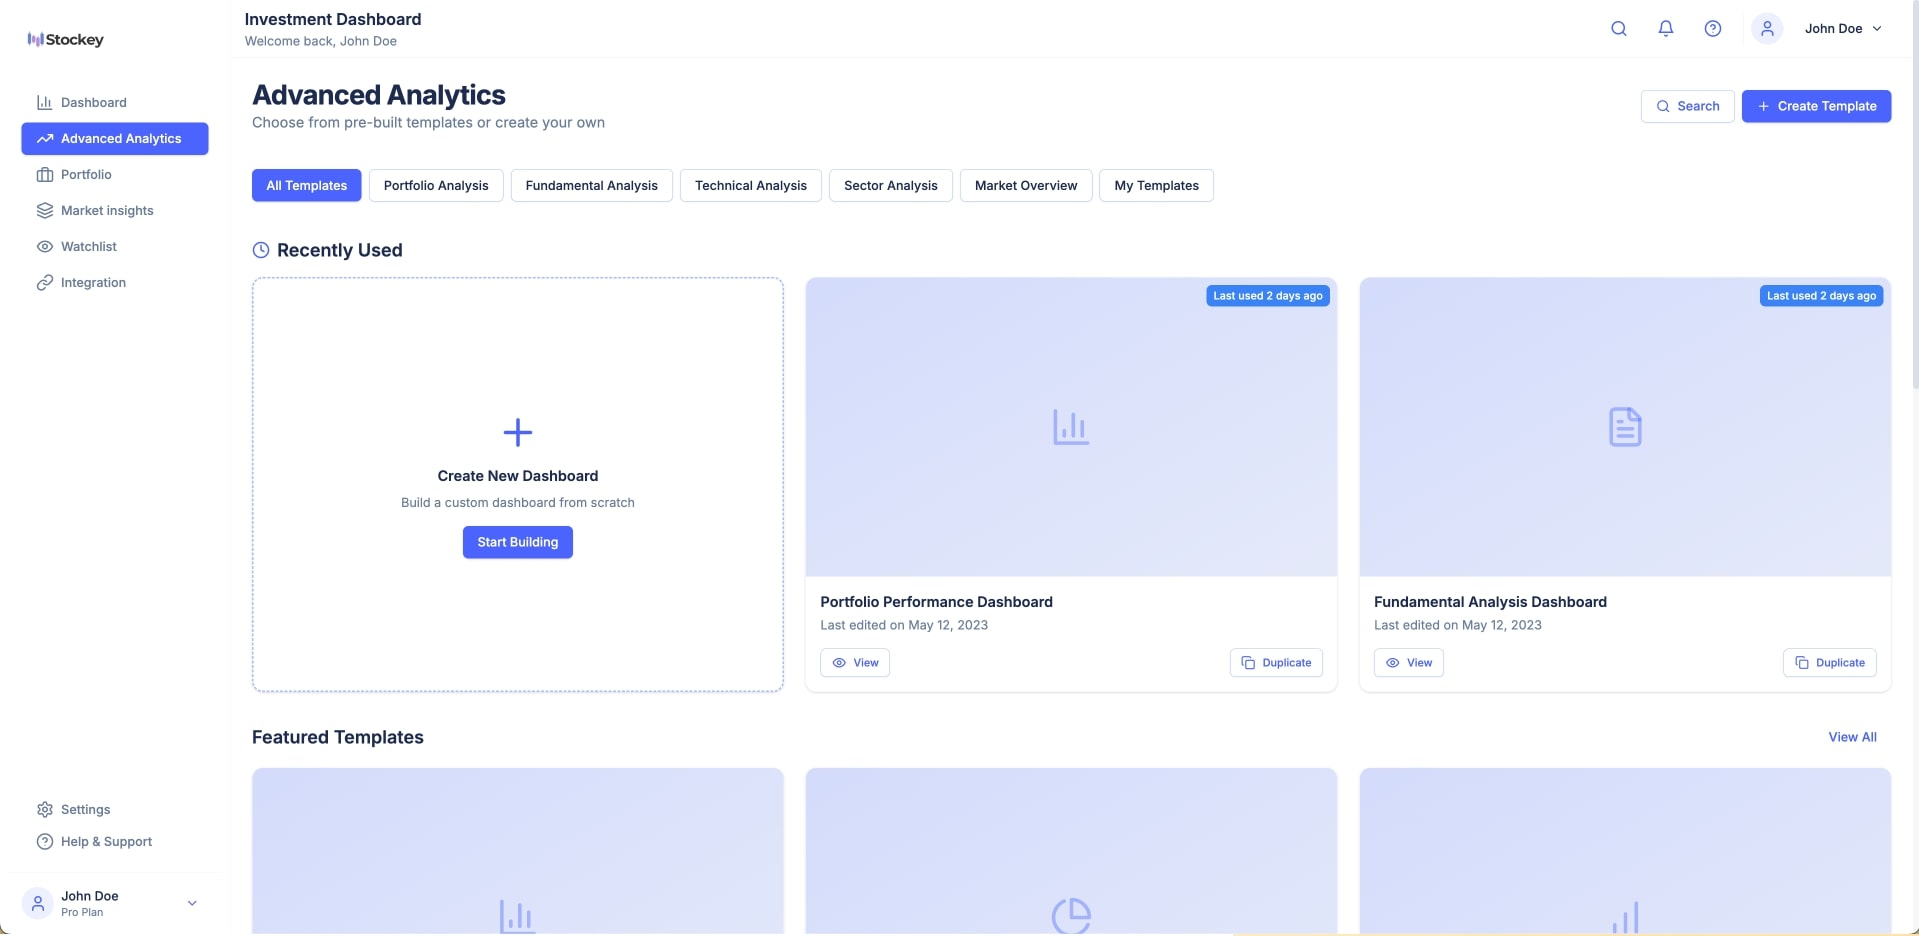 Stockey
Dashboard
Advanced Analytics
Portfolio
Market insights
Watchlist
Integration
Settings
Help & Support
John Doe
Pro Plan
Investment Dashboard
Welcome back, John Doe
John Doe
Advanced Analytics
Choose from pre-built templates or create your own
Search
Create Template
All Templates
Portfolio Analysis
Fundamental Analysis
Technical Analysis
Sector Analysis
Market Overview
My Templates
Recently Used
Create New Dashboard
Build a custom dashboard from scratch
Start Building
Last used 2 days ago
Portfolio Performance Dashboard
Last edited on May 12, 2023
View
Duplicate
Last used 2 days ago
Fundamental Analysis Dashboard
Last edited on May 12, 2023
View
Duplicate
Featured Templates
View All